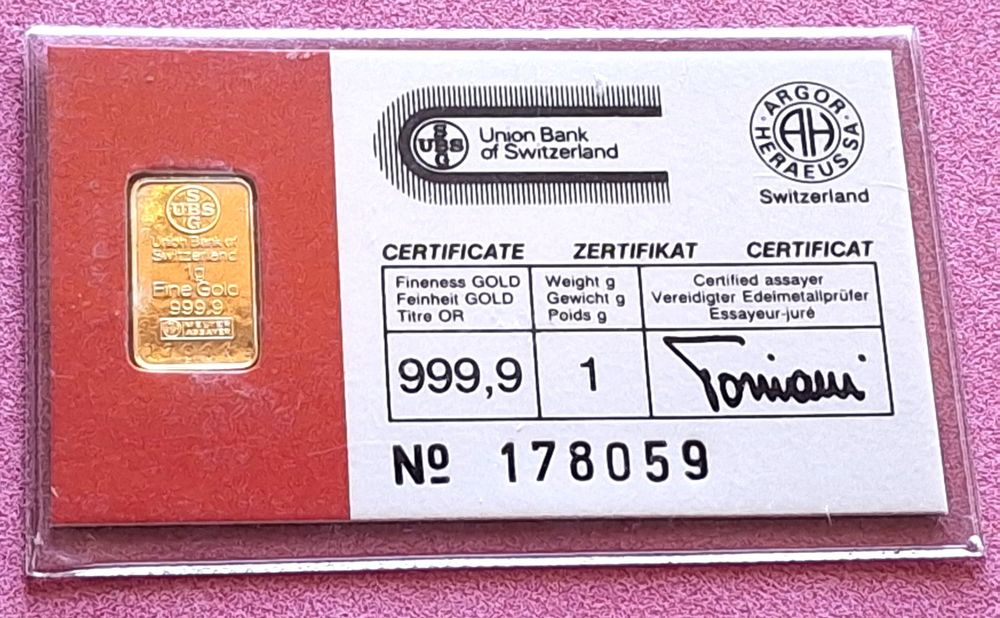 SBG
UBS
Union Bank of
Switzerland
1g
Fine Gold
999,9
MELTER
ASSAYER
SBG
UBS
Union Bank
of Switzerland
ARGOR HERAEUS SA
AH
Switzerland
CERTIFICATE ZERTIFIKAT CERTIFICAT
Fineness GOLD
Feinheit GOLD
Titre OR
Weight g
Gewicht g
Poids g
Certified assayer
Vereidigter Edelmetallprüfer
Essayeur-juré
999,9
1
№ 178059